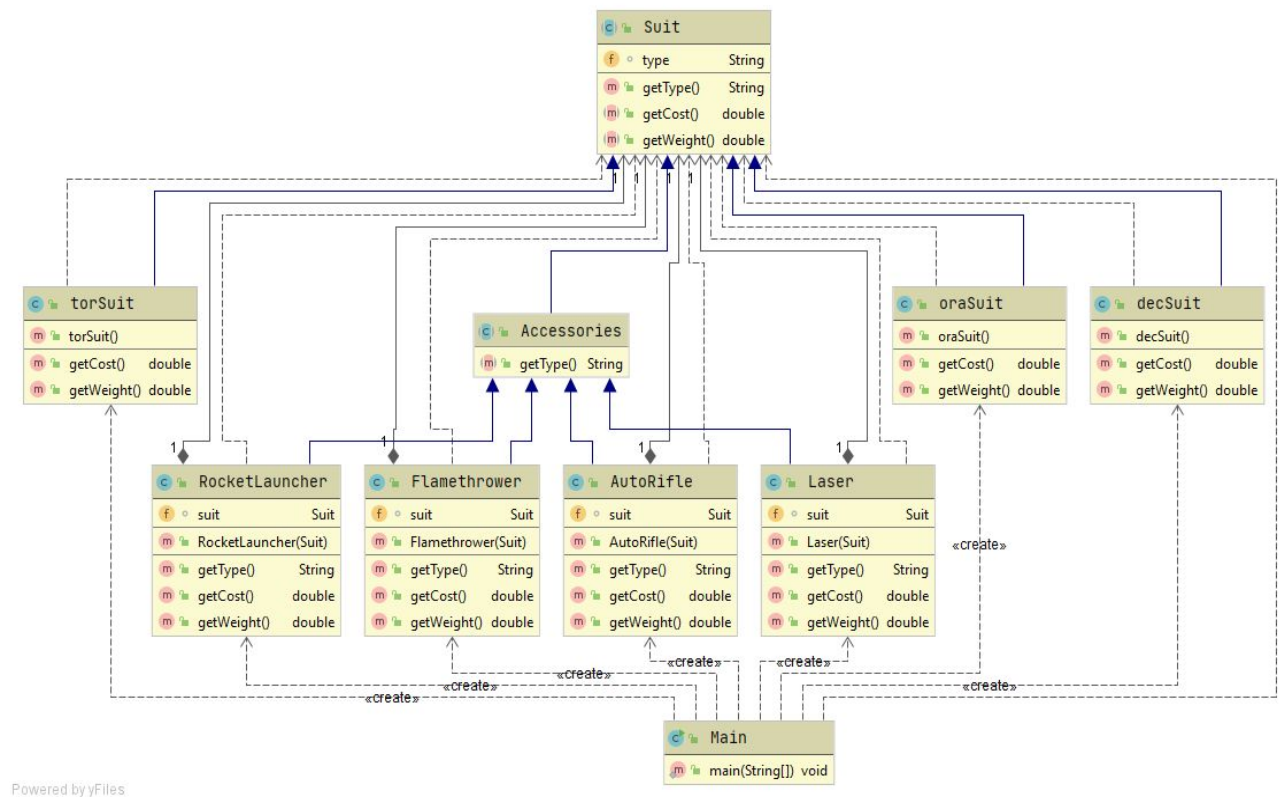 Suit
type String
getType() String
getCost() double
getWeight() double
1 1 1 1
torSuit
torSuit()
getCost() double
getWeight() double
Accessories
getType() String
oraSuit
oraSuit()
getCost() double
getWeight() double
decSuit
decSuit()
getCost() double
getWeight() double
1
RocketLauncher
suit Suit
RocketLauncher(Suit)
getType() String
getCost() double
getWeight() double
1
Flamethrower
suit Suit
Flamethrower(Suit)
getType() String
getCost() double
getWeight() double
1
AutoRifle
suit Suit
AutoRifle(Suit)
getType() String
getCost() double
getWeight() double
1
Laser
suit Suit
Laser(Suit)
getType() String
getCost() double
getWeight() double
«create»
«create»
«create»
«create»
«create»
«create»
«create»
Main
main(String[]) void
Powered by yFiles